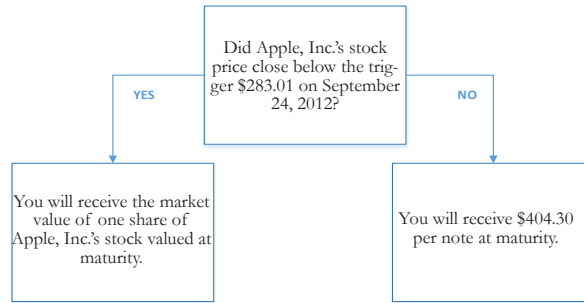 Did Apple, Inc.'s stock
price close below the trig-
ger $283.01 on September
24, 2012?
YES
NO
You will receive the market
value of one share of
Apple, Inc.'s stock valued at
maturity.
You will receive $404.30
per note at maturity.